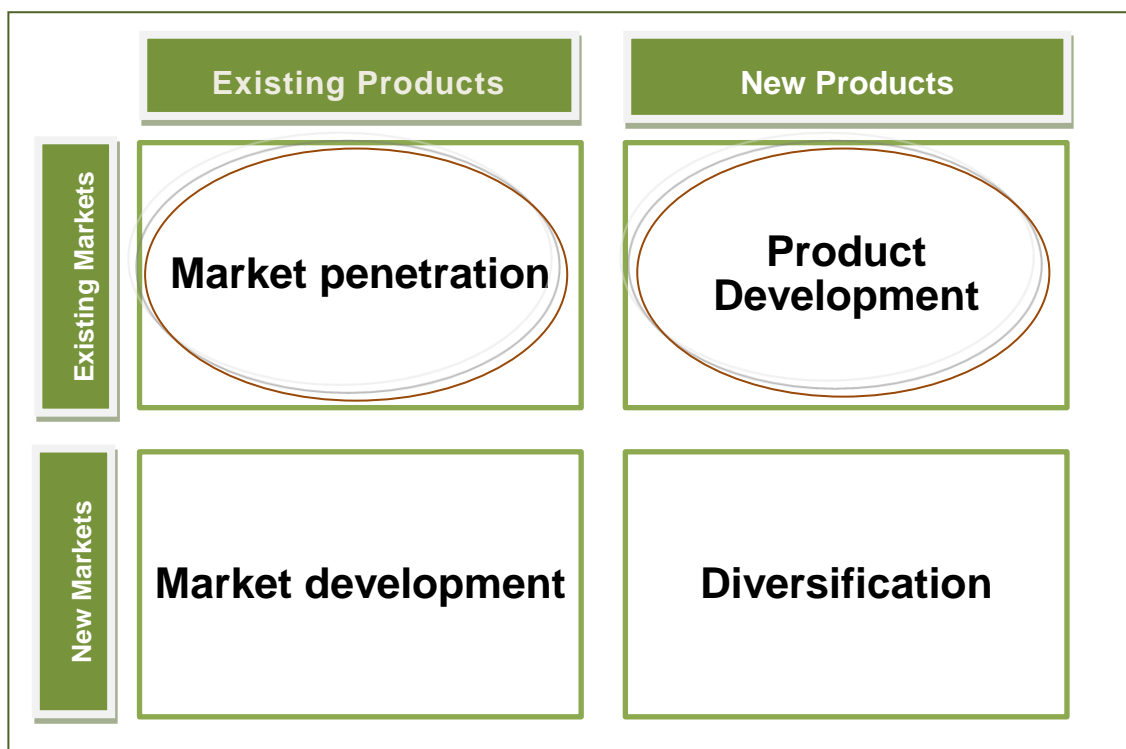 Existing Products
New Products
Existing Markets
Market penetration
Product
Development
New Markets
Market development
Diversification